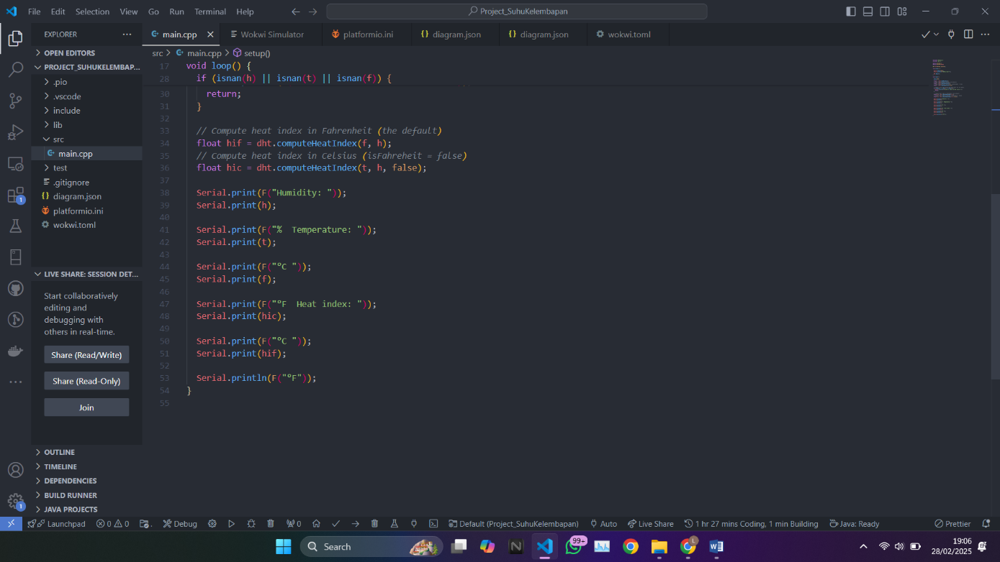 File Edit Selection View Go Run Terminal Help
Project_SuhuKelembapan
EXPLORER
main.cpp
Wokwi Simulator
platformio.ini
{} diagram.json
{} diagram.json
wokwi.toml
OPEN EDITORS
PROJECT_SUHUKELEMBAP...
.pio
.vscode
include
lib
src
main.cpp
test
.gitignore
{} diagram.json
platformio.ini
wokwi.toml
LIVE SHARE: SESSION DET...
Start collaboratively
editing and
debugging with
others in real-time.
Share (Read/Write)
Share (Read-Only)
Join
OUTLINE
TIMELINE
DEPENDENCIES
BUILD RUNNER
JAVA PROJECTS
1
1
src > main.cpp > setup()
17 void loop() {
28 if (isnan(h) || isnan(t) || isnan(f)) {
30 return;
31 }
32
33 // Compute heat index in Fahrenheit (the default)
34 float hif = dht.computeHeatIndex(f, h);
35 // Compute heat index in Celsius (isFahreheit = false)
36 float hic = dht.computeHeatIndex(t, h, false);
37
38 Serial.print(F("Humidity: "));
39 Serial.print(h);
40
41 Serial.print(F("%  Temperature: "));
42 Serial.print(t);
43
44 Serial.print(F("°C "));
45 Serial.print(f);
46
47 Serial.print(F("°F  Heat index: "));
48 Serial.print(hic);
49
50 Serial.print(F("°C "));
51 Serial.print(hif);
52
53 Serial.println(F("°F"));
54 }
55
Launchpad 0 0 . Debug 0 Default (Project_SuhuKelembapan) Auto Live Share 1 hr 27 mins Coding, 1 min Building Java: Ready Prettier
Search
99+
L
19:06
28/02/2025